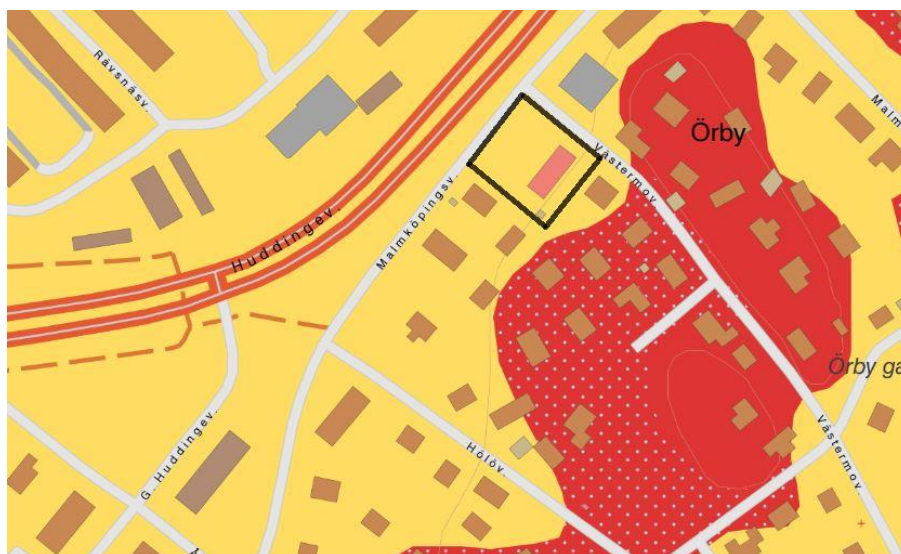 Rävsnäsv.
Malm
Örby
Västermov.
Huddingev.
Malmköpingsv.
Örby ga
G. Huddingev.
Hölöv.
Västermov.